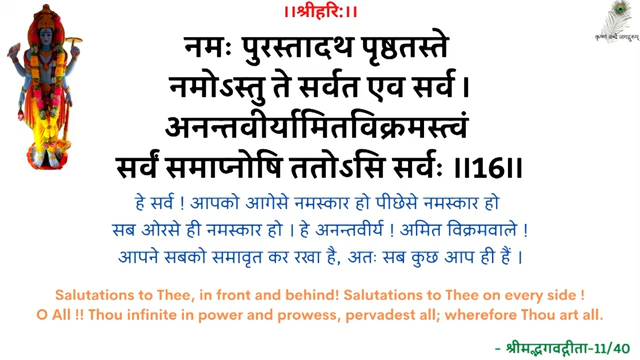 ।।श्रीहरि:।।
कृष्णं वन्दे जगद्गुरुम्
नमः पुरस्तादथ पृष्ठतस्ते
नमोऽस्तु ते सर्वत एव सर्व ।
अनन्तवीर्यामितविक्रमस्त्वं
सर्वं समाप्नोषि ततोऽसि सर्वः ।।16।।
हे सर्व ! आपको आगेसे नमस्कार हो पीछेसे नमस्कार हो
सब ओरसे ही नमस्कार हो । हे अनन्तवीर्य ! अमित विक्रमवाले !
आपने सबको समावृत कर रखा है, अतः सब कुछ आप ही हैं ।
Salutations to Thee, in front and behind! Salutations to Thee on every side !
O All !! Thou infinite in power and prowess, pervadest all; wherefore Thou art all.
- श्रीमद्भगवद्गीता-11/40